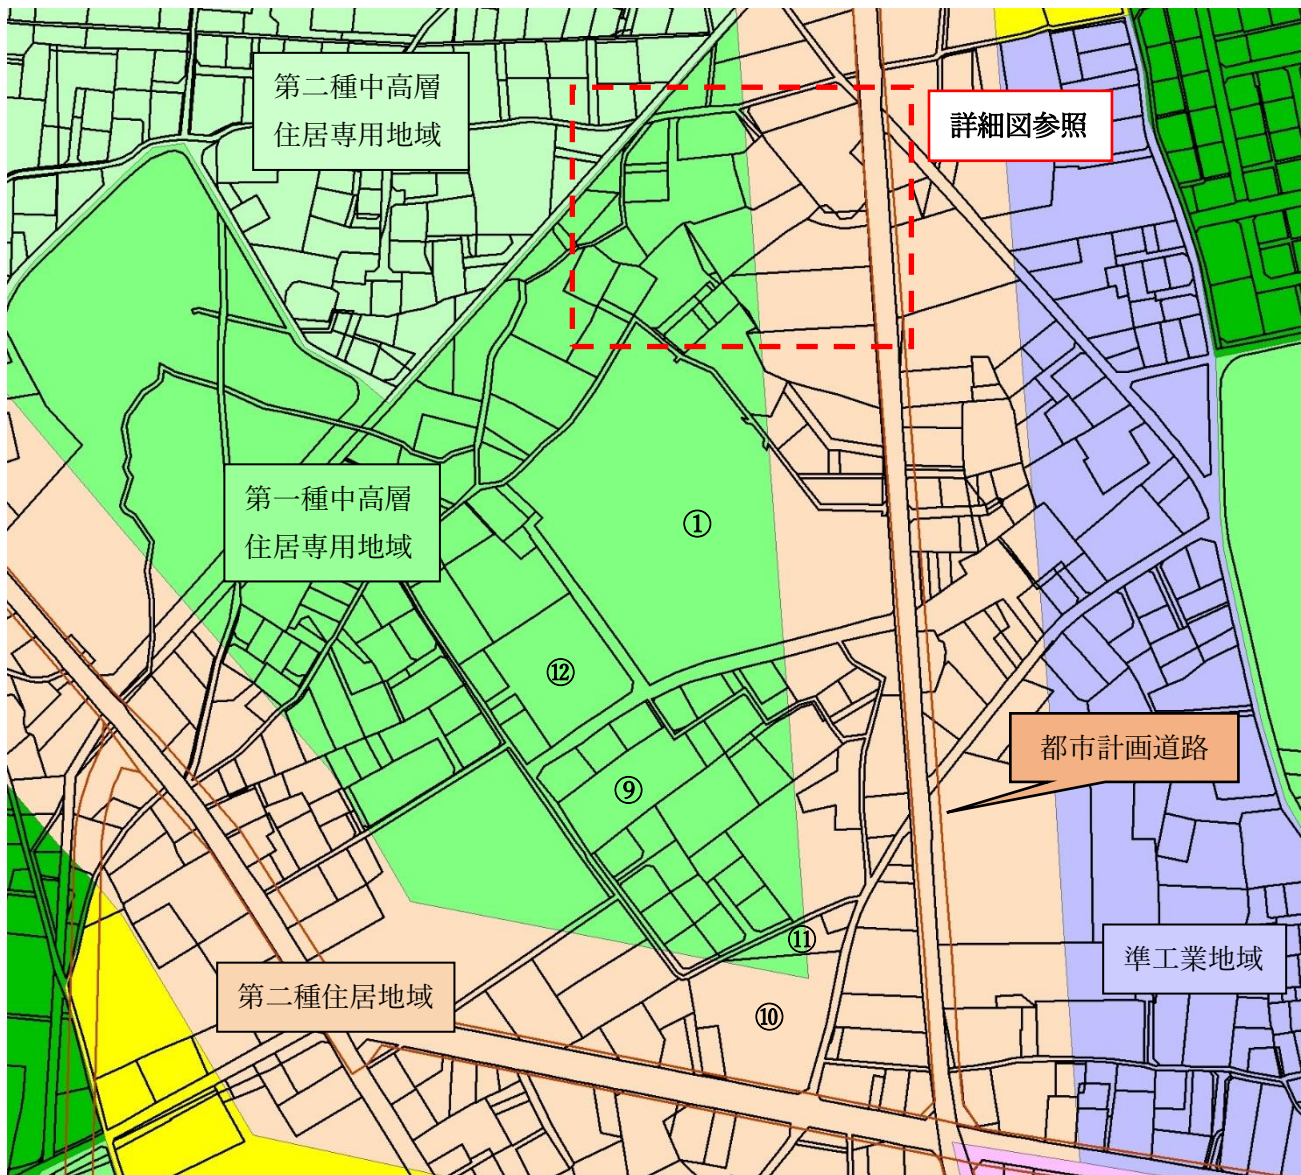 第二種中高層
住居専用地域
詳細図参照
第一種中高層
住居専用地域
①
⑫
⑨
都市計画道路
⑪
準工業地域
第二種住居地域
⑩